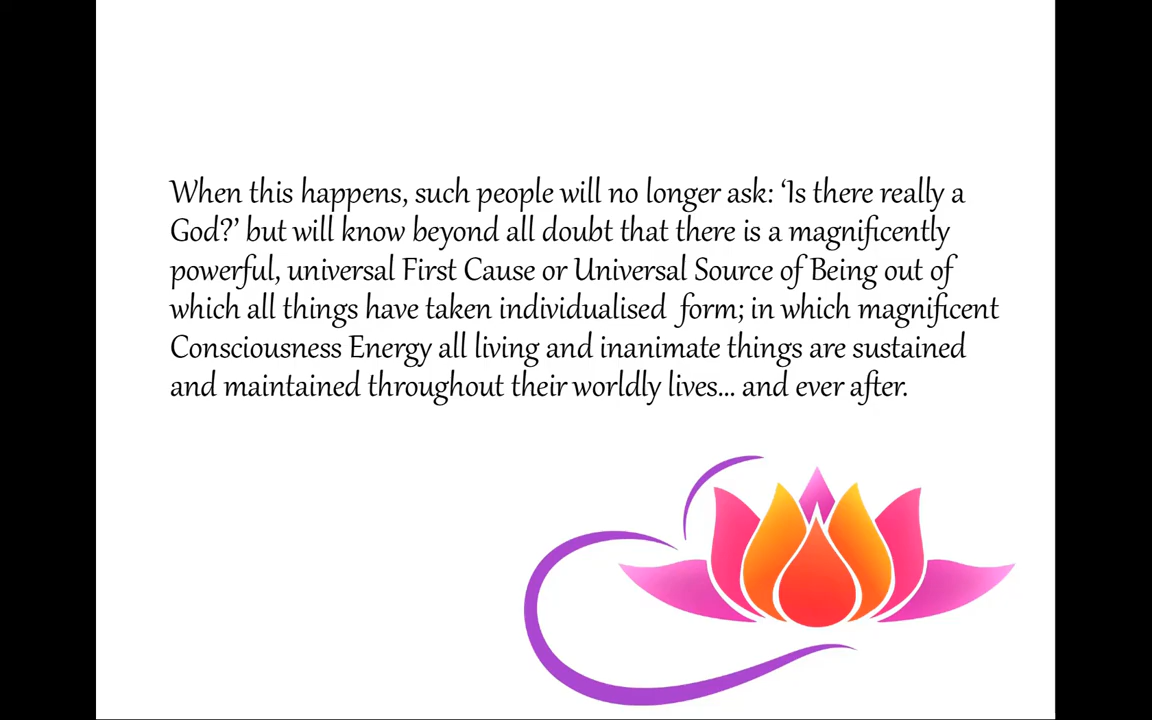 When this happens, such people will no longer ask: ‘Is there really a
God?’ but will know beyond all doubt that there is a magnificently
powerful, universal First Cause or Universal Source of Being out of
which all things have taken individualised form; in which magnificent
Consciousness Energy all living and inanimate things are sustained
and maintained throughout their worldly lives... and ever after.